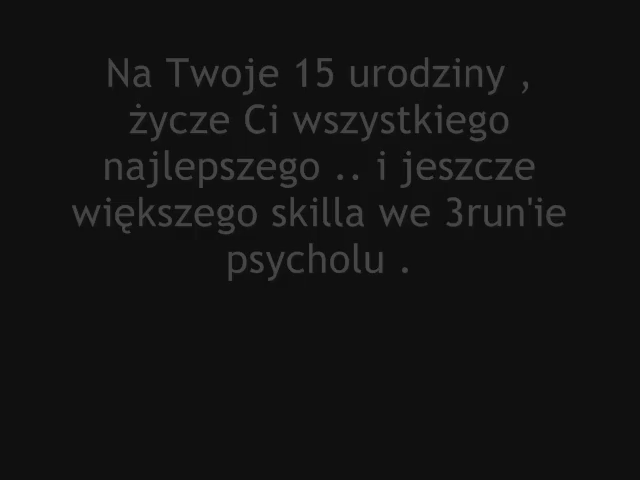 Na Twoje 15 urodziny ,
życze Ci wszystkiego
najlepszego .. i jeszcze
większego skilla we 3run'ie
psycholu .